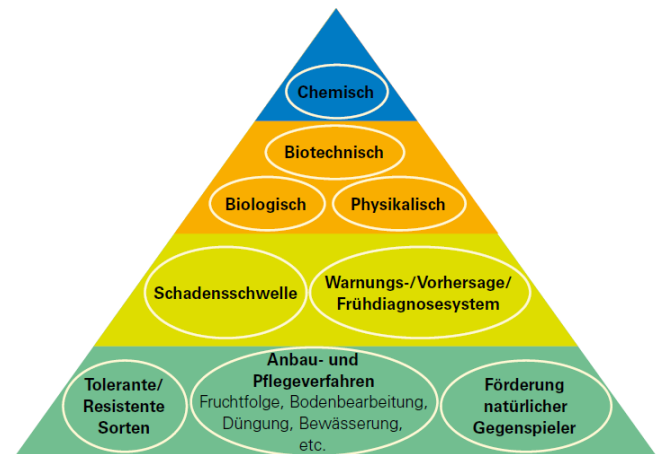 Chemisch
Biotechnisch
Biologisch
Physikalisch
Schadensschwelle
Warnungs-/Vorhersage/
Frühdiagnosesystem
Tolerante/
Resistente
Sorten
Anbau- und
Pflegeverfahren
Fruchtfolge, Bodenbearbeitung,
Düngung, Bewässerung,
etc.
Förderung
natürlicher
Gegenspieler